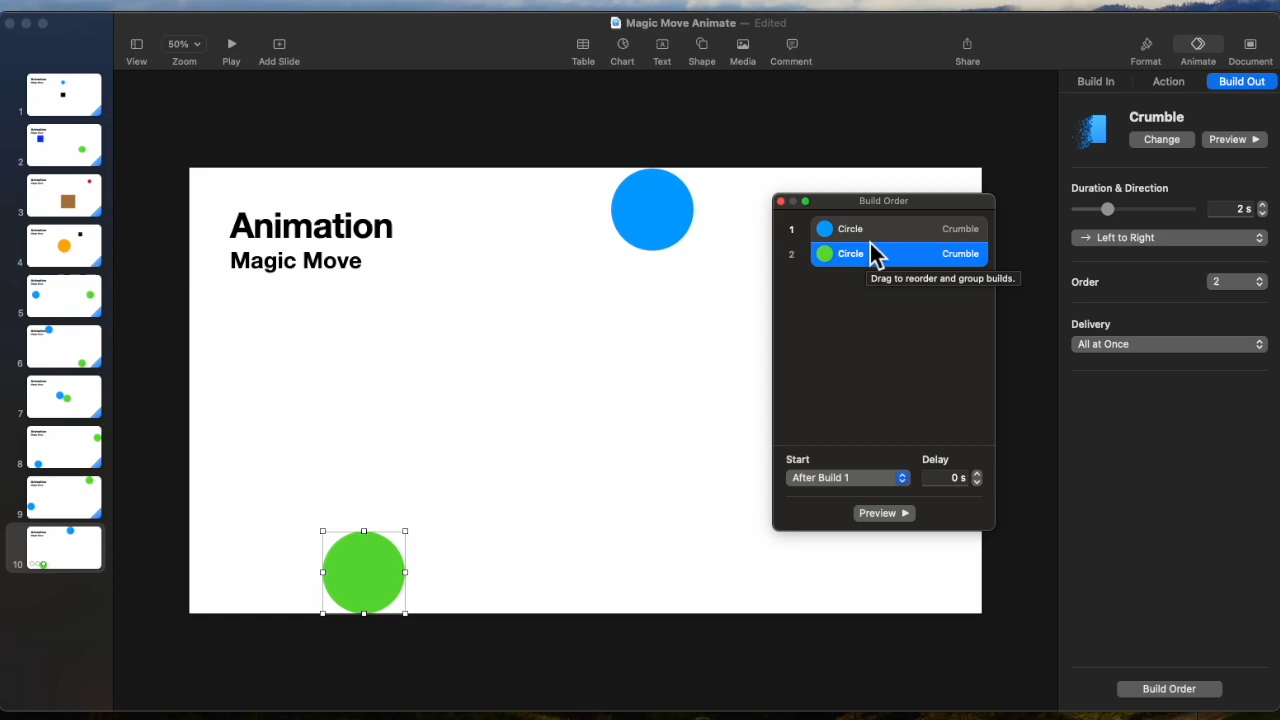 Magic Move Animate — Edited
50%
View
Zoom
Play
Add Slide
Table
Chart
Text
Shape
Media
Comment
Share
Format
Animate
Document
Build In
Action
Build Out
Crumble
Change
Preview
Duration & Direction
2 s
Left to Right
Order
2
Delivery
All at Once
Build Order
Animation
Magic Move
Build Order
1 Circle Crumble
2 Circle Crumble
Drag to reorder and group builds.
Start
Delay
After Build 1
0 s
Preview
1
2
3
4
5
6
7
8
9
10